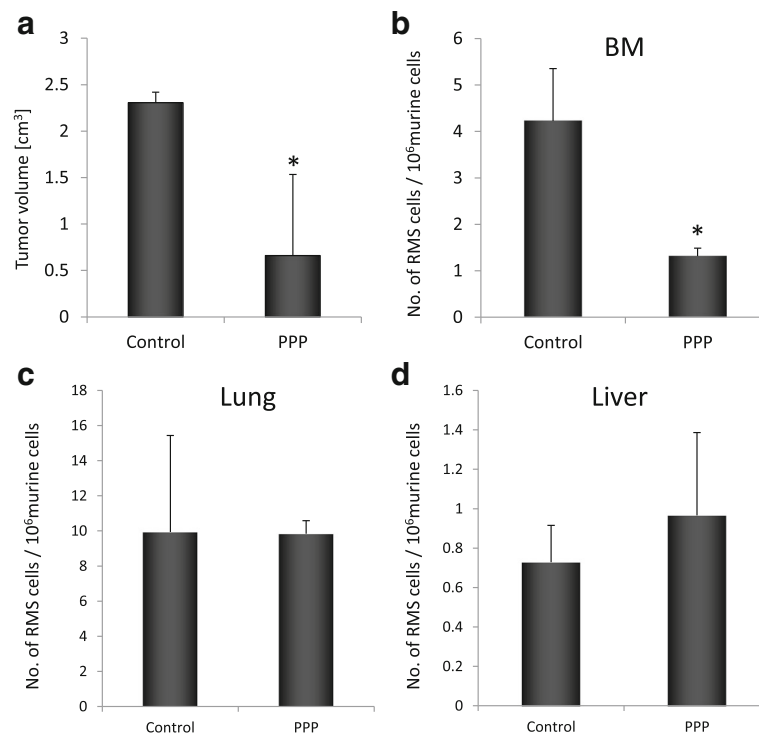 a
Tumor volume [cm³]
3
2.5
2
1.5
1
0.5
0
*
Control PPP
b
BM
No. of RMS cells / 10⁶murine cells
6
5
4
3
2
1
0
*
Control PPP
c
Lung
No. of RMS cells / 10⁶murine cells
18
16
14
12
10
8
6
4
2
0
Control PPP
d
Liver
No. of RMS cells / 10⁶murine cells
1.6
1.4
1.2
1
0.8
0.6
0.4
0.2
0
Control PPP